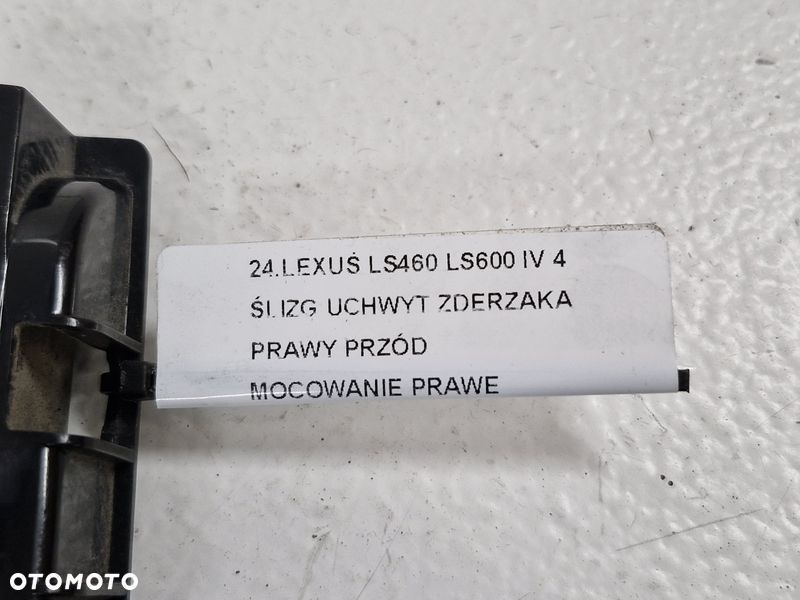 24.LEXUS LS460 LS600 IV 4
ŚLIZG UCHWYT ZDERZAKA
PRAWY PRZÓD
MOCOWANIE PRAWE
OTOMOTO